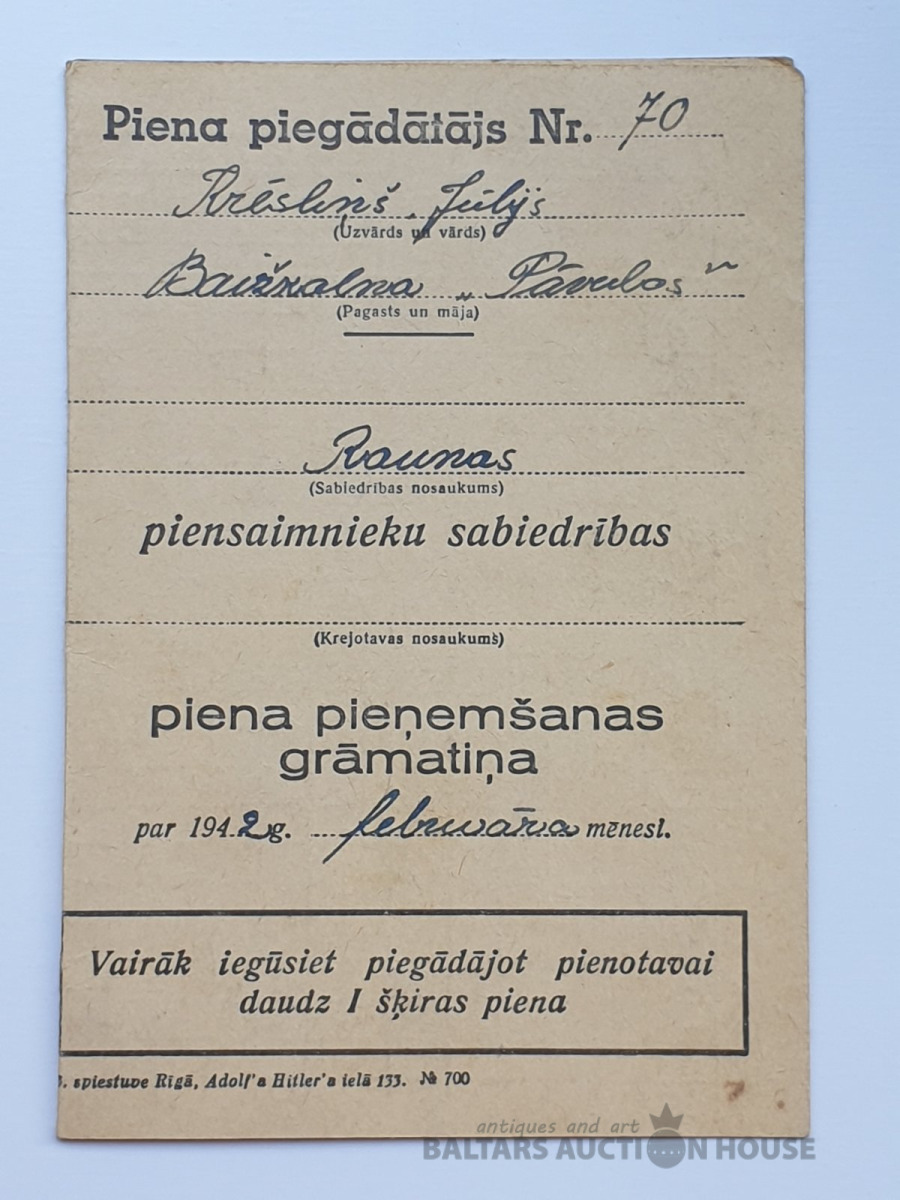 Piena piegādātājs Nr. 70
Krēsliņš Jūlijs
(Uzvārds un vārds)
Baižkalna „Pāvulos"
(Pagasts un māja)
Raunas
(Sabiedrības nosaukums)
piensaimnieku sabiedrības
(Krejotavas nosaukums)
piena pieņemšanas
grāmatiņa
par 1942g. februāra mēnesi.
Vairāk iegūsiet piegādājot pienotavai
daudz I šķiras piena
spiestuve Rīgā, Adolf'a Hitler'a ielā 133. № 700
antiques and art
BALTARS AUCTION HOUSE